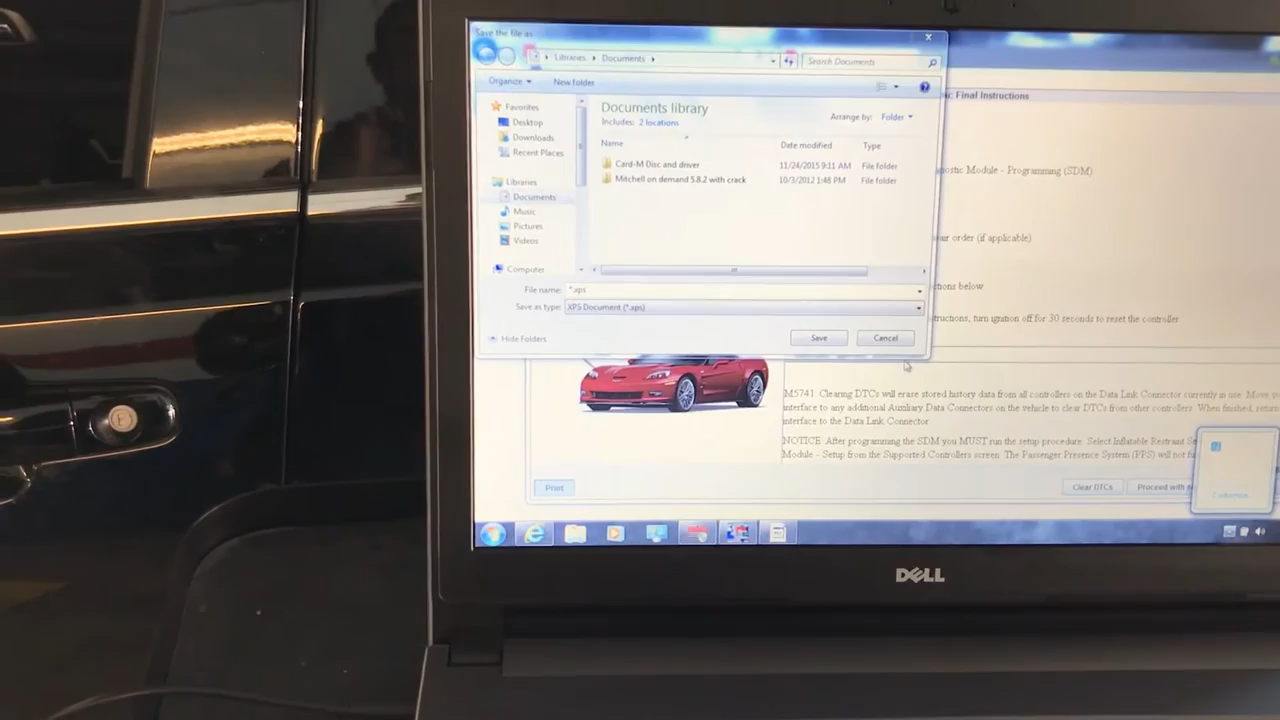 Save the file as
Libraries
Documents
Search Documents
Organize
New folder
Favorites
Desktop
Downloads
Recent Places
Libraries
Documents
Music
Pictures
Videos
Computer
Documents library
Includes: 2 locations
Arrange by: Folder
Name Date modified Type
Card-M Disc and driver 11/24/2015 9:11 AM File folder
Mitchell on demand 5.8.2 with crack 10/3/2012 1:48 PM File folder
File name: *.xps
Save as type: XPS Document (*.xps)
Hide Folders
Save
Cancel
: Final Instructions
ostic Module - Programming (SDM)
air order (if applicable)
ctions below
tructions, turn ignition off for 30 seconds to reset the controller
M5741 Clearing DTCs will erase stored history data from all controllers on the Data Link Connector currently in use. Move
interface to any additional Auxiliary Data Connectors on the vehicle to clear DTCs from other controllers. When finished,
interface to the Data Link Connector
NOTICE After programming the SDM you MUST run the setup procedure. Select Inflatable Restraint
Module - Setup from the Supported Controllers screen. The Passenger Presence System (PPS) will not
Print
Clear DTCs
Proceed with
Customize...
DELL